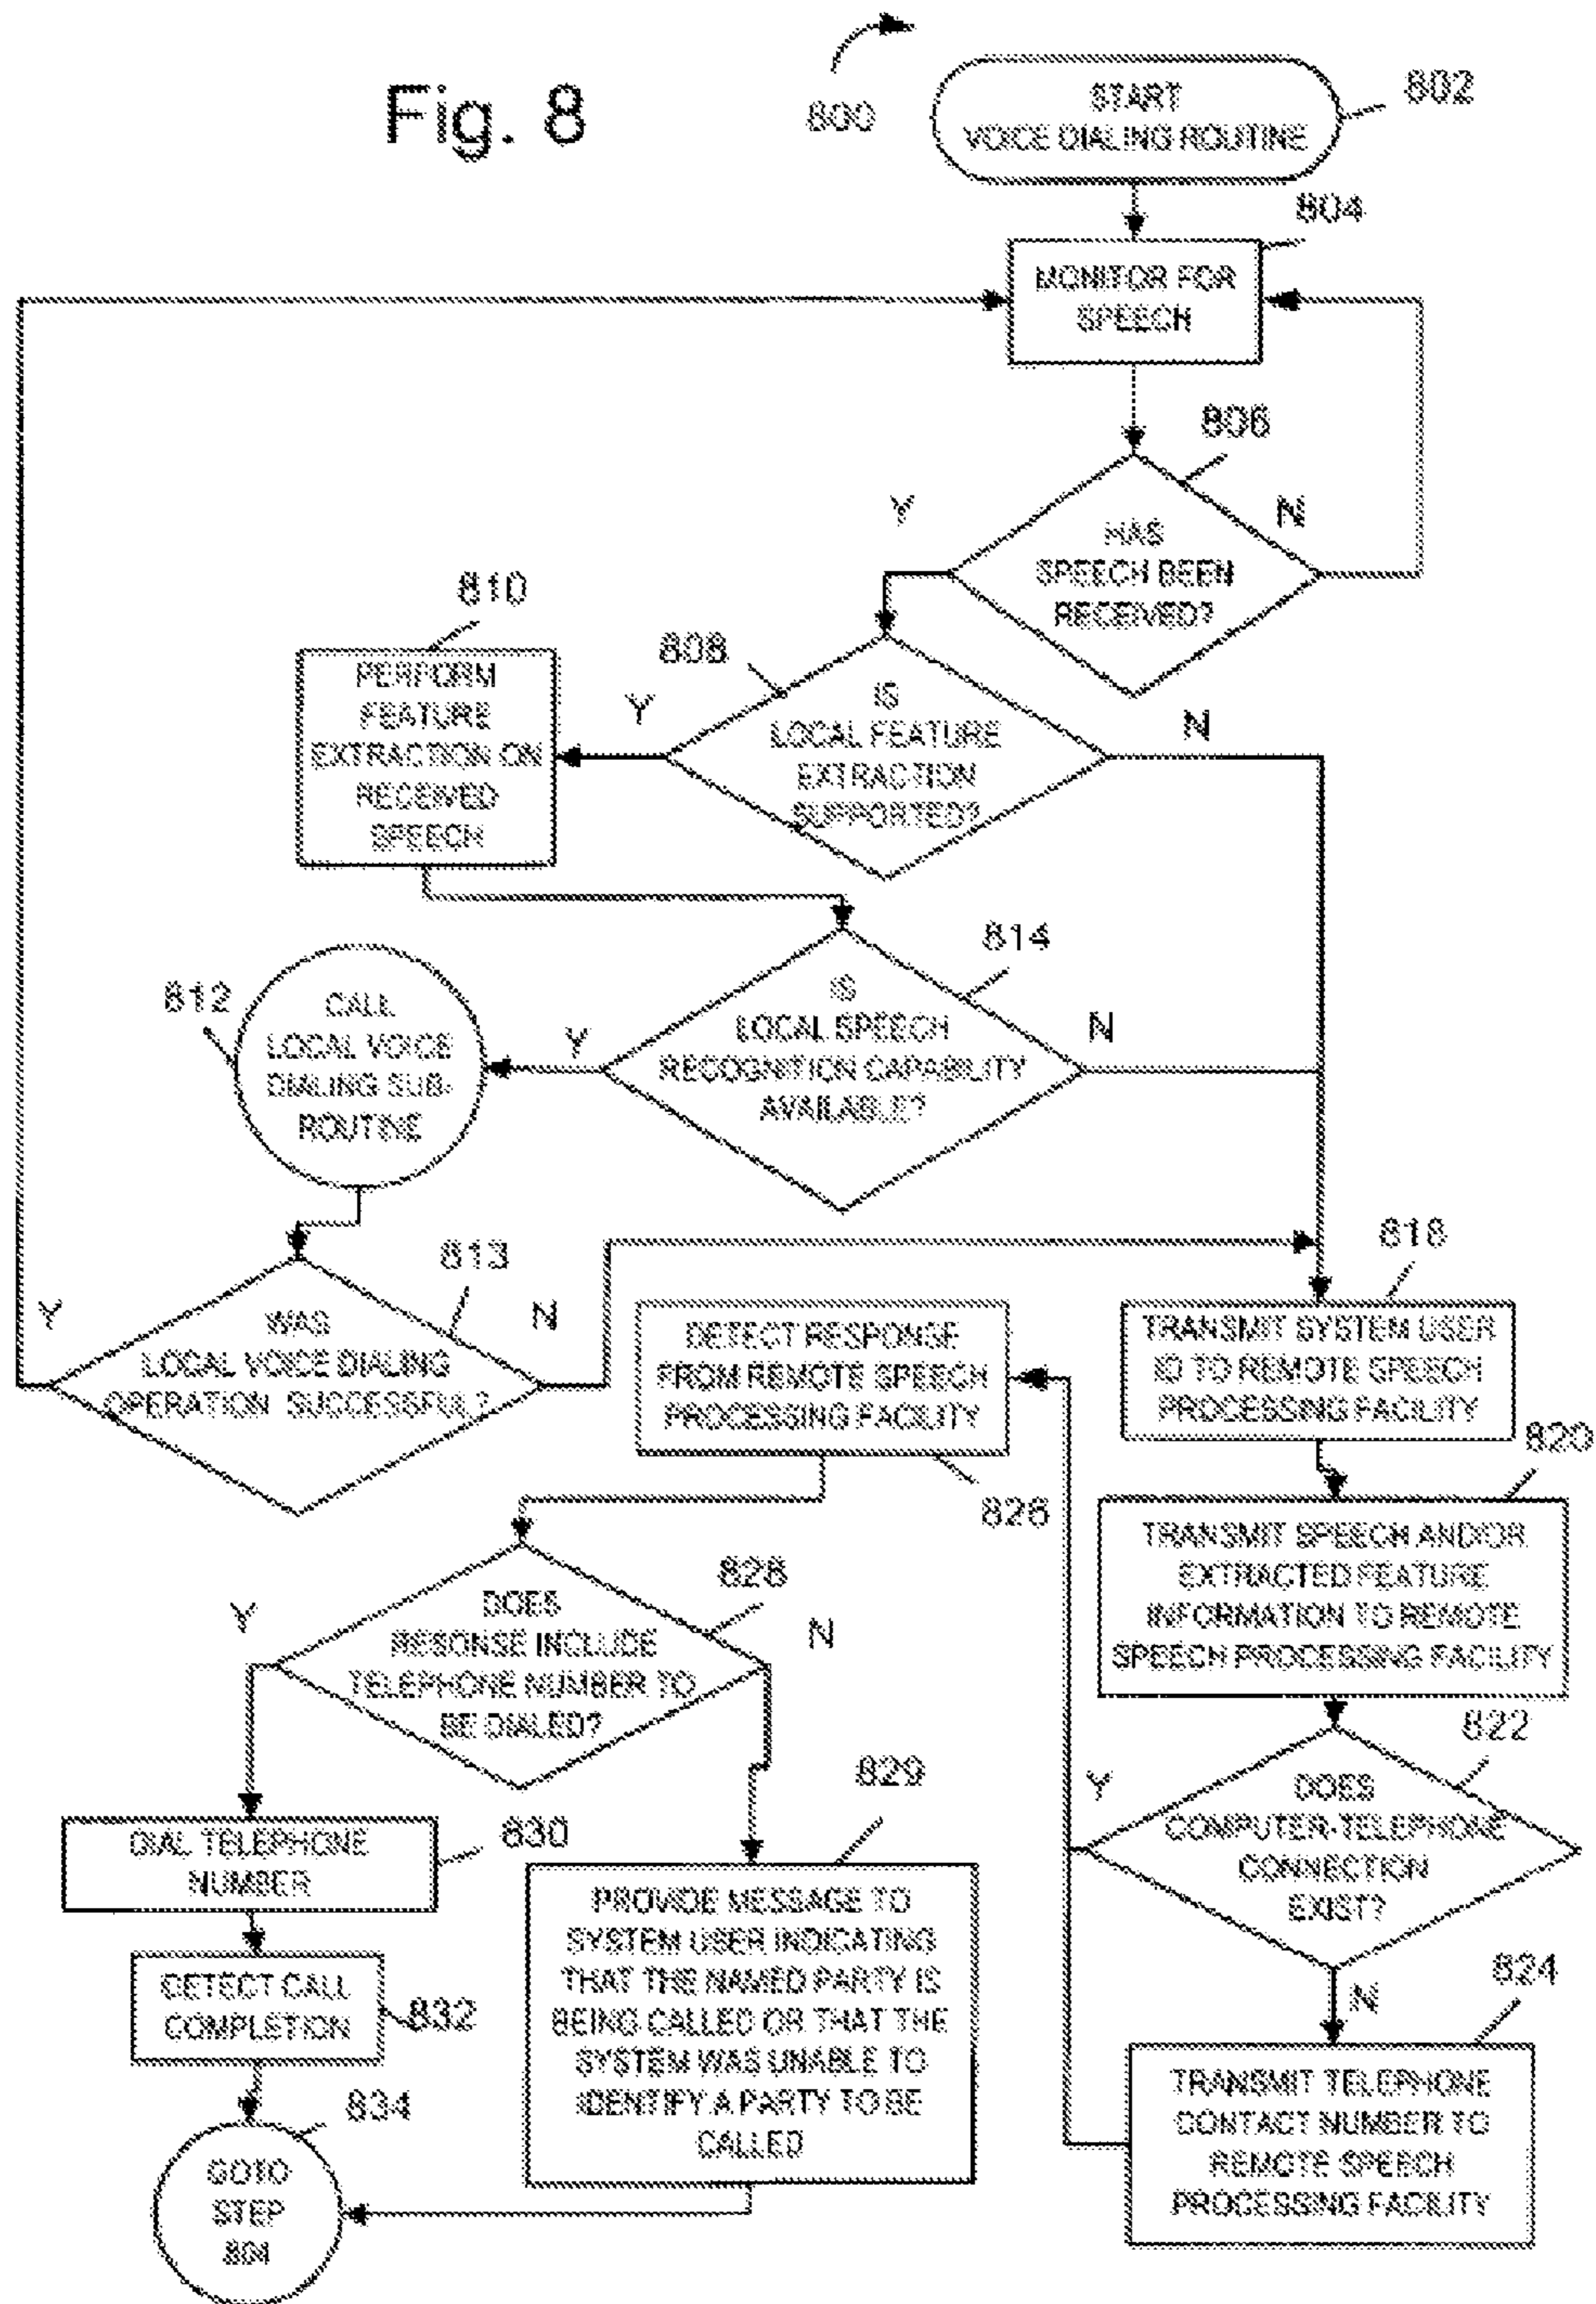 Fig. 8
800
START
VOICE DIALING ROUTINE
802
804
MONITOR FOR
SPEECH
806
Y
N
HAS
SPEECH BEEN
RECEIVED?
810
PERFORM
FEATURE
EXTRACTION ON
RECEIVED
SPEECH
808
Y
N
IS
LOCAL FEATURE
EXTRACTION
SUPPORTED?
814
812
CALL
LOCAL VOICE
DIALING SUB-
ROUTINE
Y
N
IS
LOCAL SPEECH
RECOGNITION CAPABILITY
AVAILABLE?
813
Y
N
WAS
LOCAL VOICE DIALING
OPERATION SUCCESSFUL?
818
TRANSMIT SYSTEM USER
ID TO REMOTE SPEECH
PROCESSING FACILITY
DETECT RESPONSE
FROM REMOTE SPEECH
PROCESSING FACILITY
826
820
TRANSMIT SPEECH AND/OR
EXTRACTED FEATURE
INFORMATION TO REMOTE
SPEECH PROCESSING FACILITY
828
Y
N
DOES
RESONSE INCLUDE
TELEPHONE NUMBER TO
BE DIALED?
822
Y
DOES
COMPUTER-TELEPHONE
CONNECTION
EXIST?
N
829
830
DIAL TELEPHONE
NUMBER
PROVIDE MESSAGE TO
SYSTEM USER INDICATING
THAT THE NAMED PARTY IS
BEING CALLED OR THAT THE
SYSTEM WAS UNABLE TO
IDENTIFY A PARTY TO BE
CALLED
DETECT CALL
COMPLETION
832
824
TRANSMIT TELEPHONE
CONTACT NUMBER TO
REMOTE SPEECH
PROCESSING FACILITY
834
GOTO
STEP
804